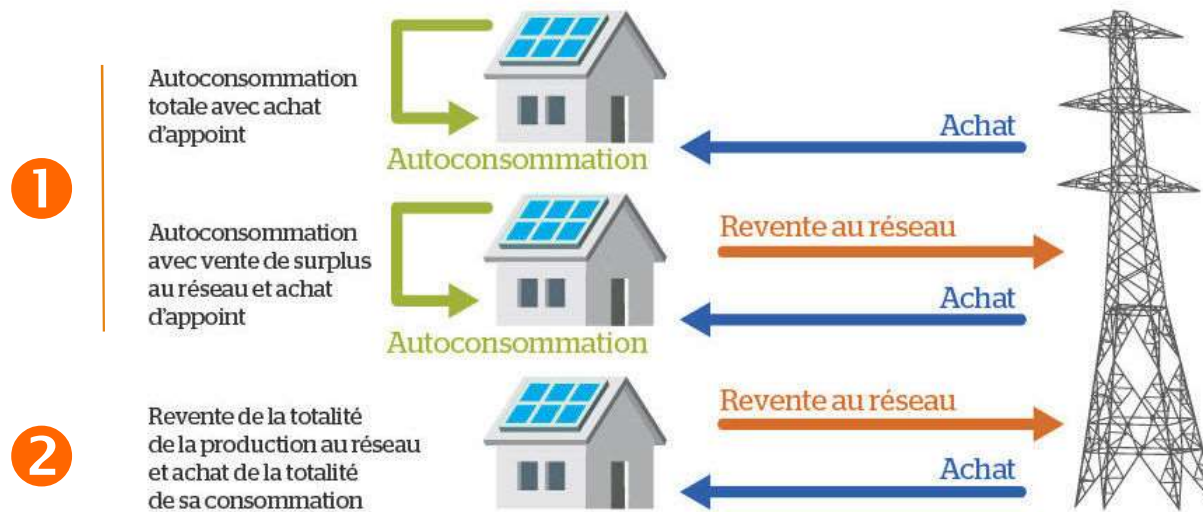 1
Autoconsommation
totale avec achat
d'appoint
Autoconsommation
Achat
Autoconsommation
avec vente de surplus
au réseau et achat
d'appoint
Autoconsommation
Revente au réseau
Achat
2
Revente de la totalité
de la production au réseau
et achat de la totalité
de sa consommation
Revente au réseau
Achat